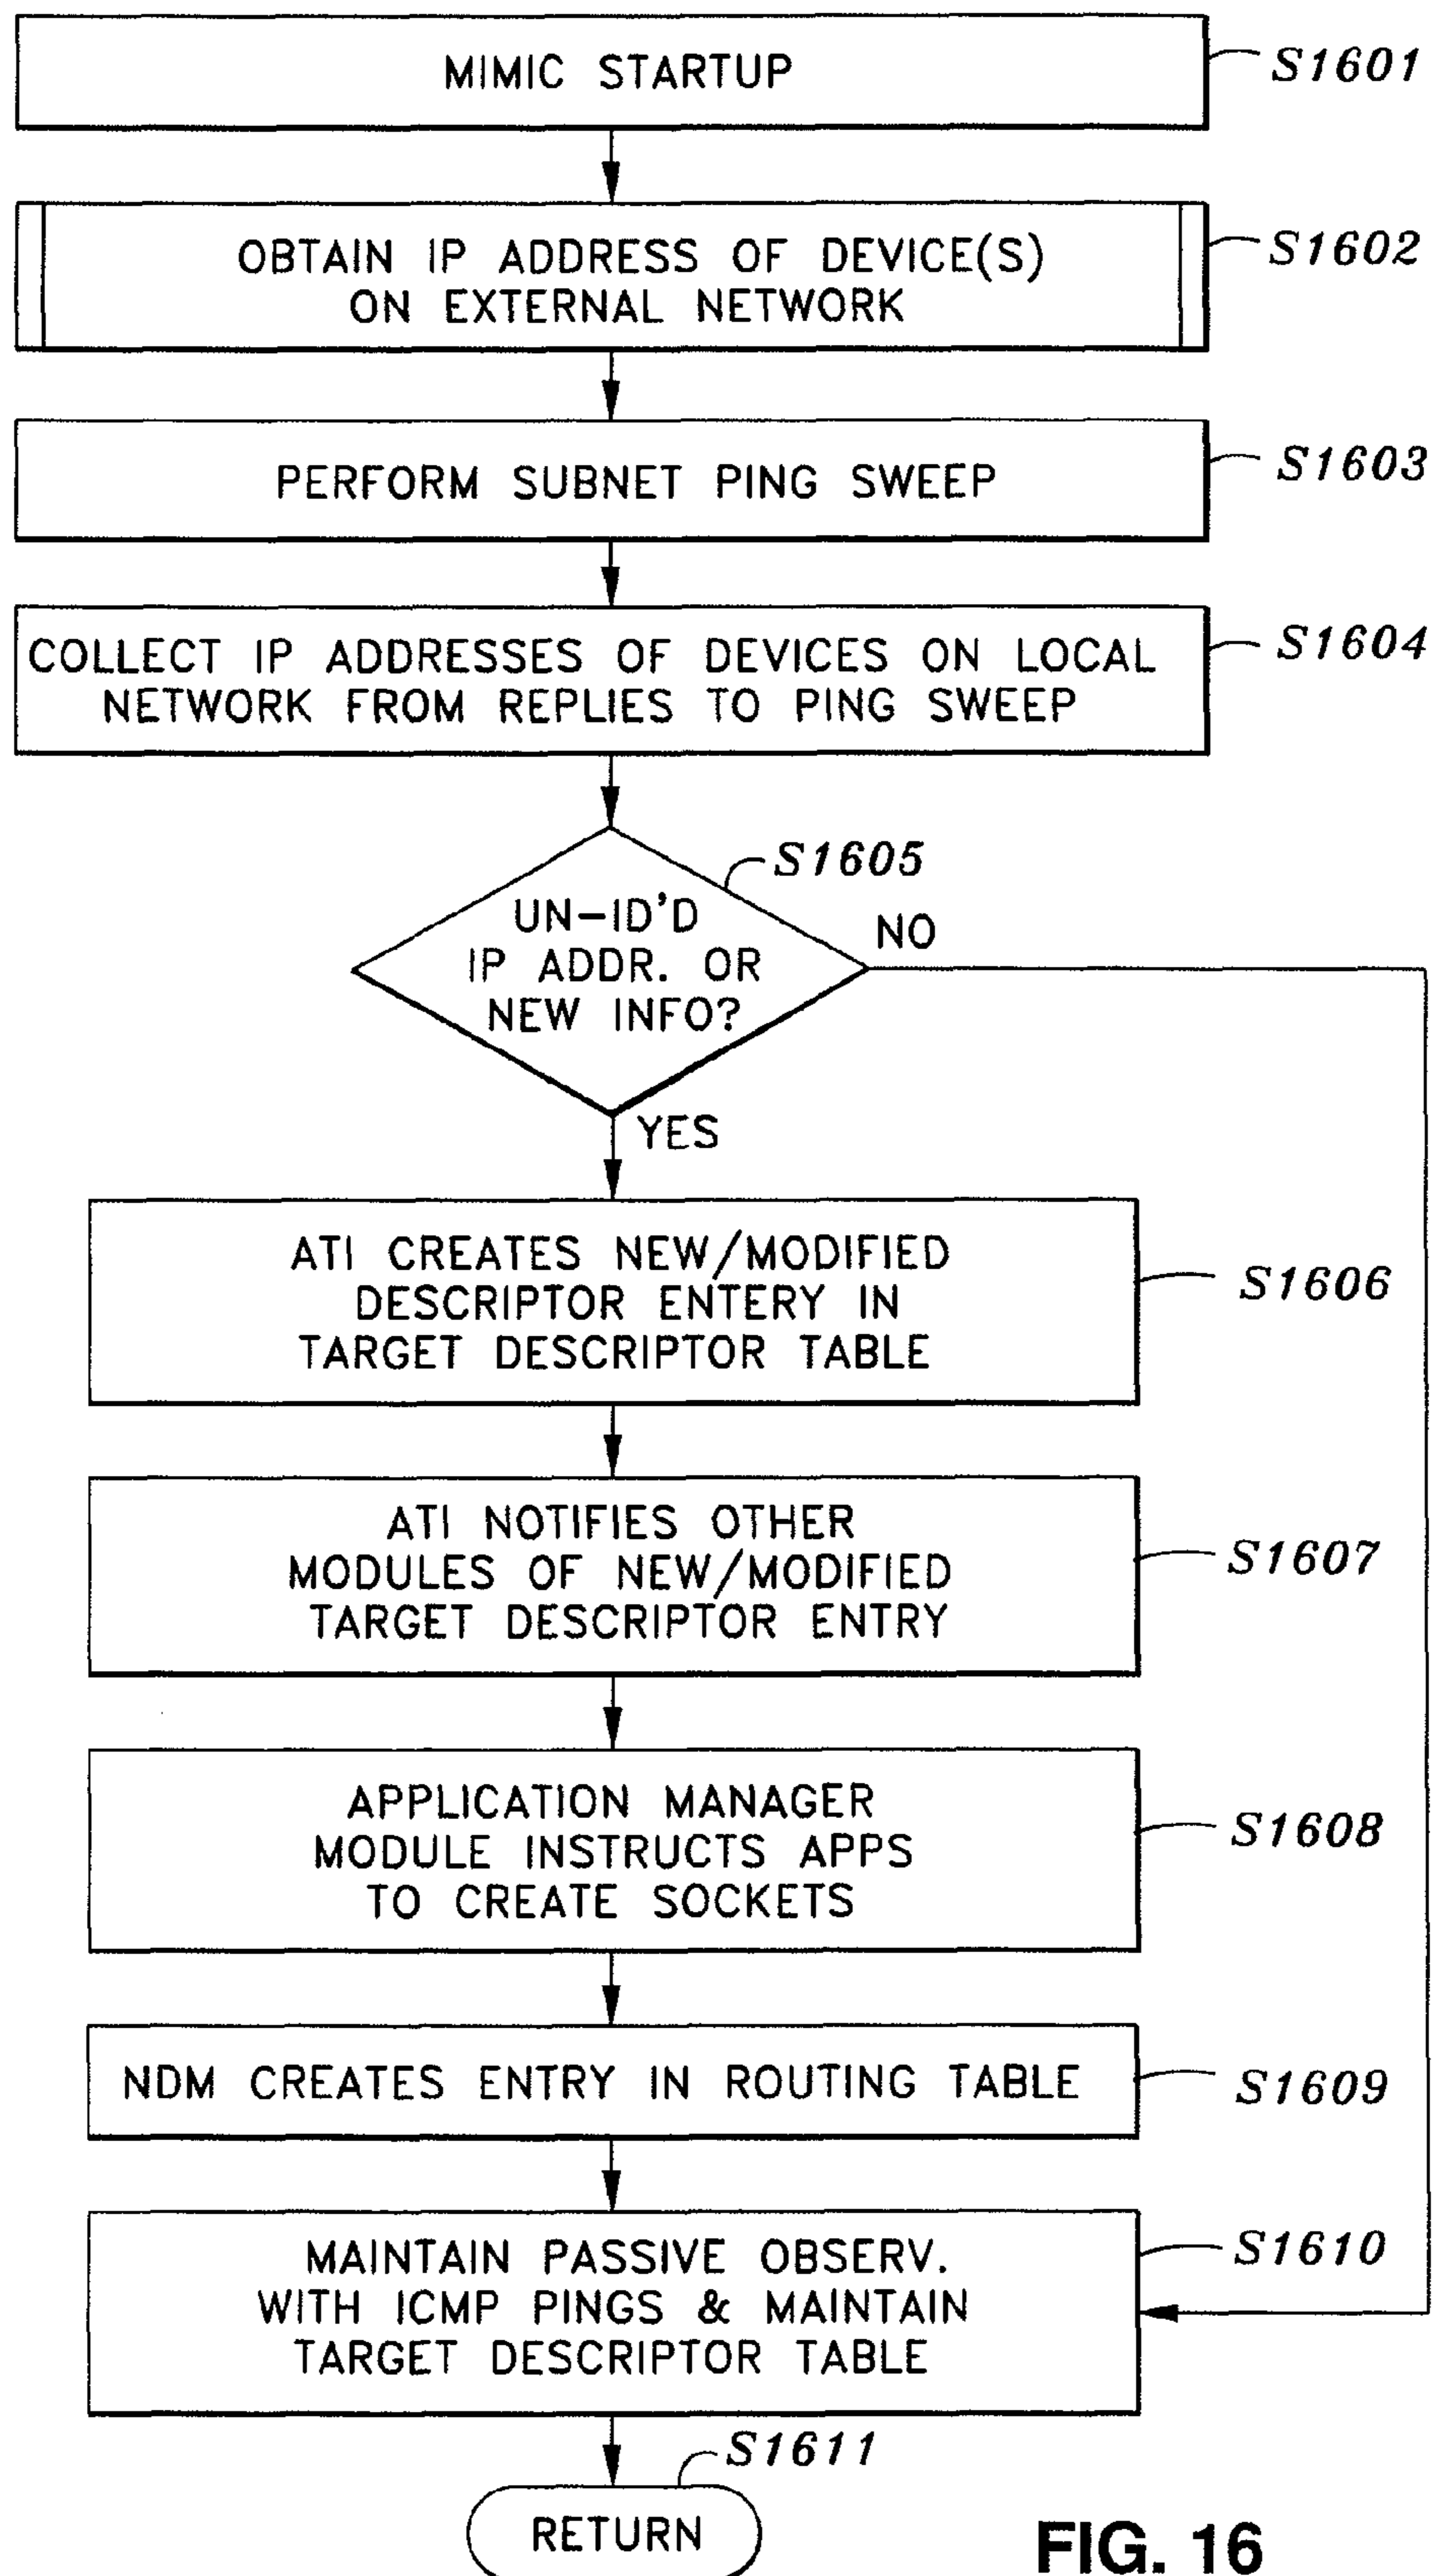 MIMIC STARTUP
S1601
OBTAIN IP ADDRESS OF DEVICE(S)
ON EXTERNAL NETWORK
S1602
PERFORM SUBNET PING SWEEP
S1603
COLLECT IP ADDRESSES OF DEVICES ON LOCAL
NETWORK FROM REPLIES TO PING SWEEP
S1604
S1605
UN-ID'D
IP ADDR. OR
NEW INFO?
NO
YES
ATI CREATES NEW/MODIFIED
DESCRIPTOR ENTERY IN
TARGET DESCRIPTOR TABLE
S1606
ATI NOTIFIES OTHER
MODULES OF NEW/MODIFIED
TARGET DESCRIPTOR ENTRY
S1607
APPLICATION MANAGER
MODULE INSTRUCTS APPS
TO CREATE SOCKETS
S1608
NDM CREATES ENTRY IN ROUTING TABLE
S1609
MAINTAIN PASSIVE OBSERV.
WITH ICMP PINGS & MAINTAIN
TARGET DESCRIPTOR TABLE
S1610
S1611
RETURN
FIG. 16